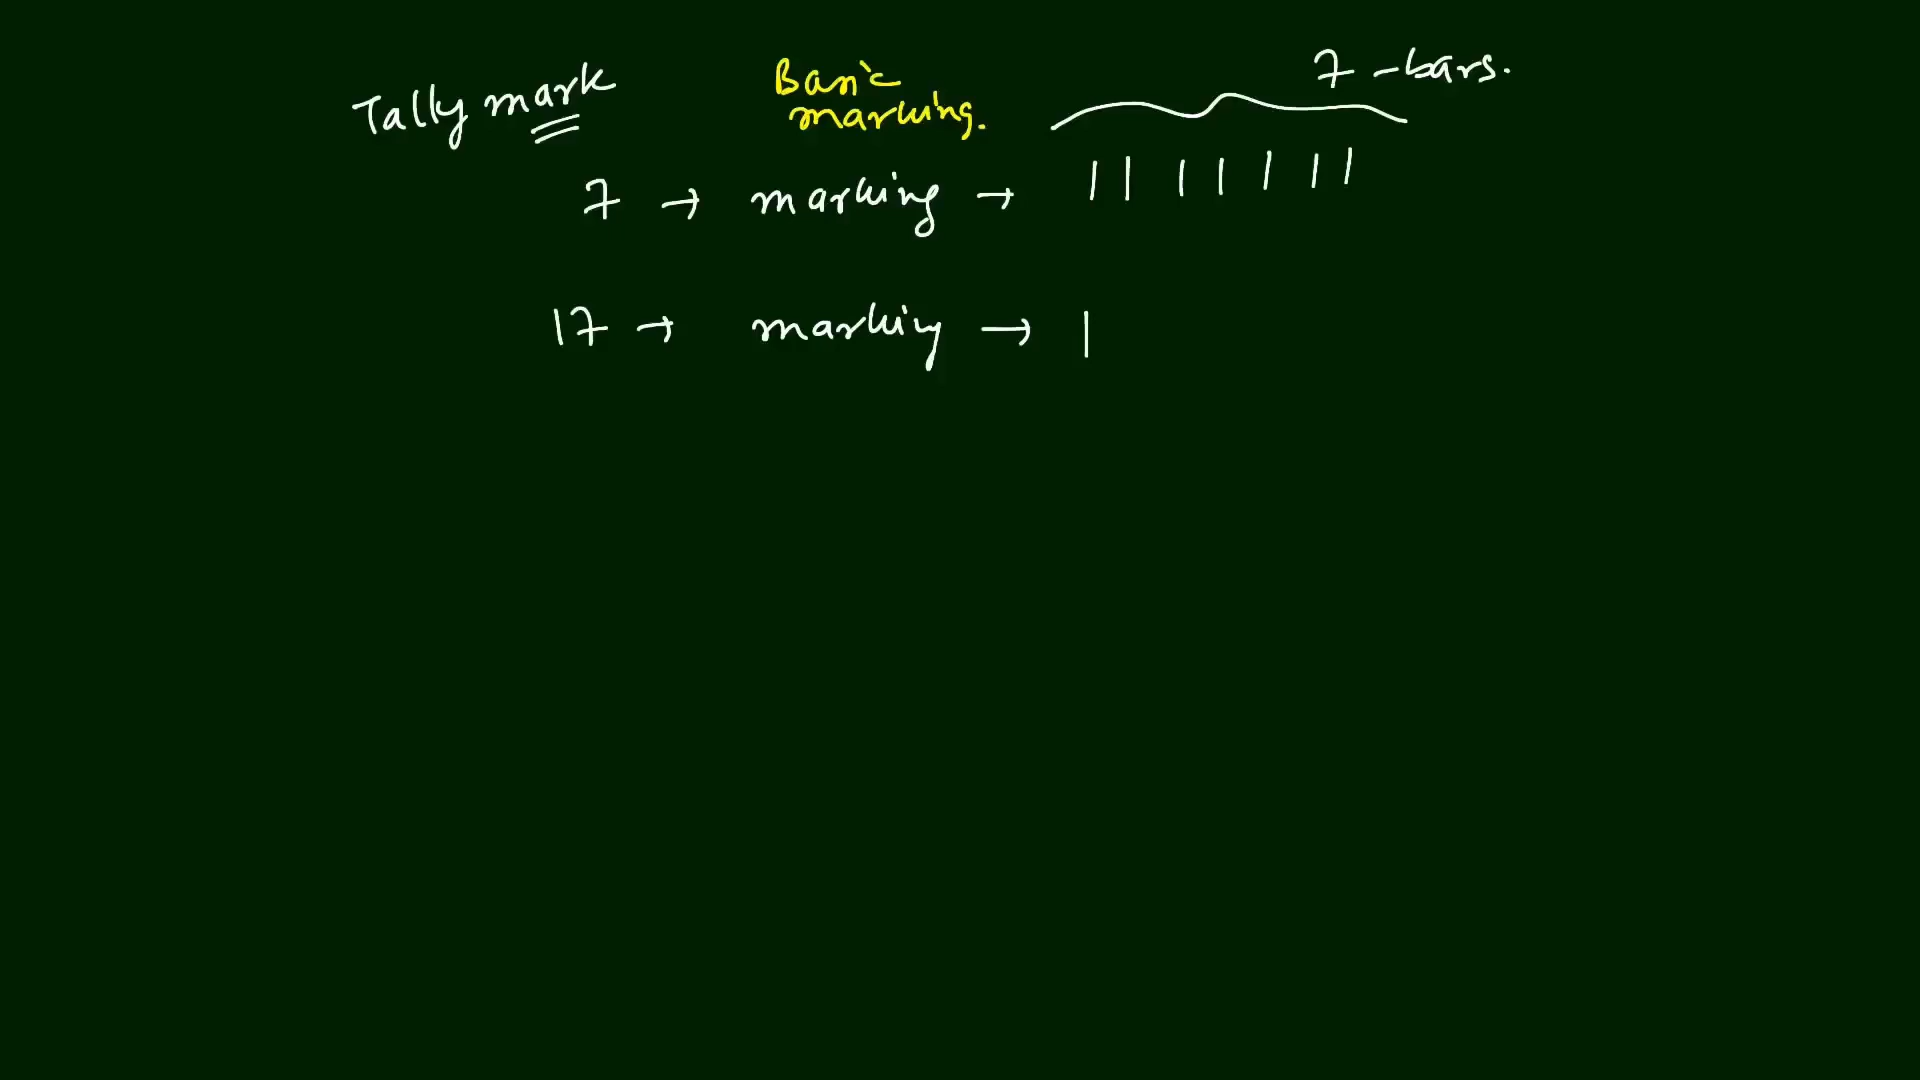 Tally mark
Basic
marking.
7 -bars.
7 → marking → | | | | | | |
17 → marking → |